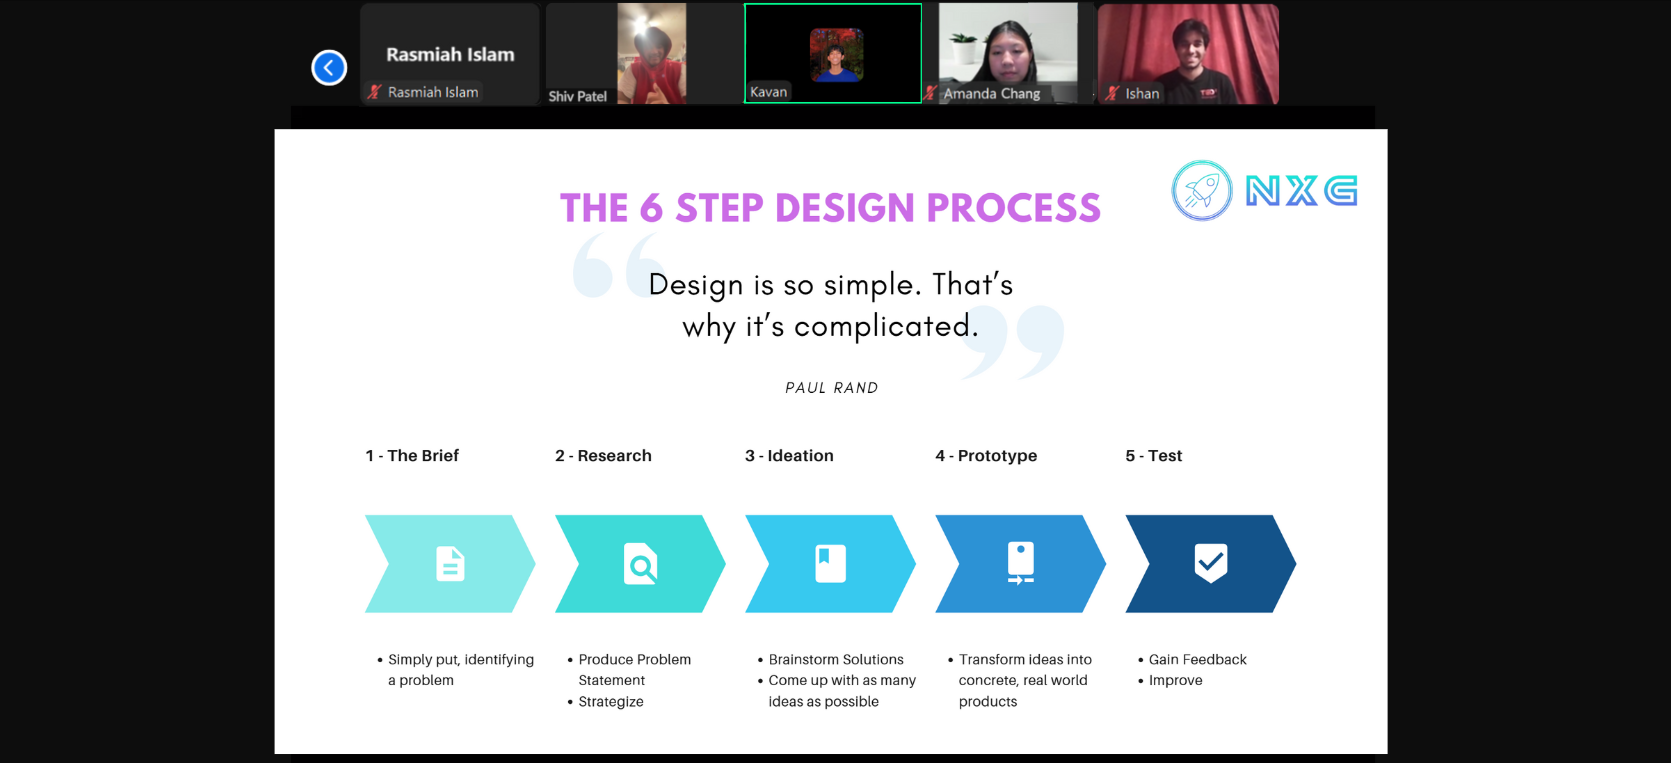 Rasmiah Islam
Rasmiah Islam
Shiv Patel
Kavan
Amanda Chang
Ishan
NXG
THE 6 STEP DESIGN PROCESS
“Design is so simple. That’s
why it’s complicated.”
PAUL RAND
1 - The Brief
2 - Research
3 - Ideation
4 - Prototype
5 - Test
• Simply put, identifying
a problem
• Produce Problem
Statement
• Strategize
• Brainstorm Solutions
• Come up with as many
ideas as possible
• Transform ideas into
concrete, real world
products
• Gain Feedback
• Improve